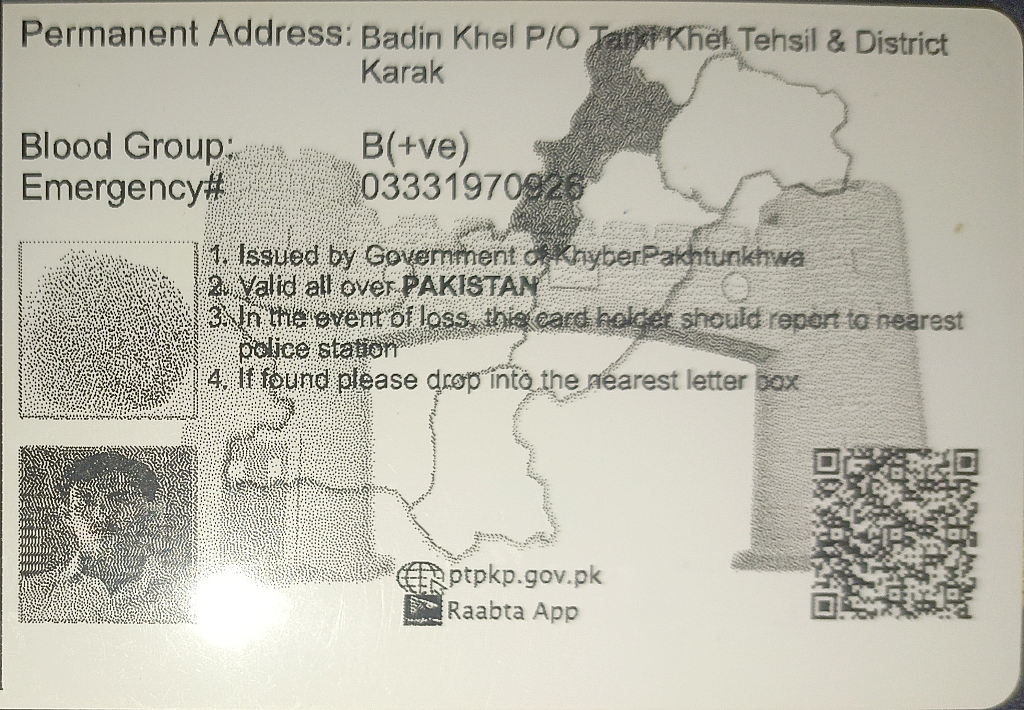 Permanent Address: Badin Khel P/O Tarki Khel Tehsil & District
Karak
Blood Group: B(+ve)
Emergency# 03331970926
1. Issued by Government of KhyberPakhtunkhwa
2. Valid all over PAKISTAN
3. In the event of loss, this card holder should report to nearest
police station
4. If found please drop into the nearest letter box
ptpkp.gov.pk
Raabta App